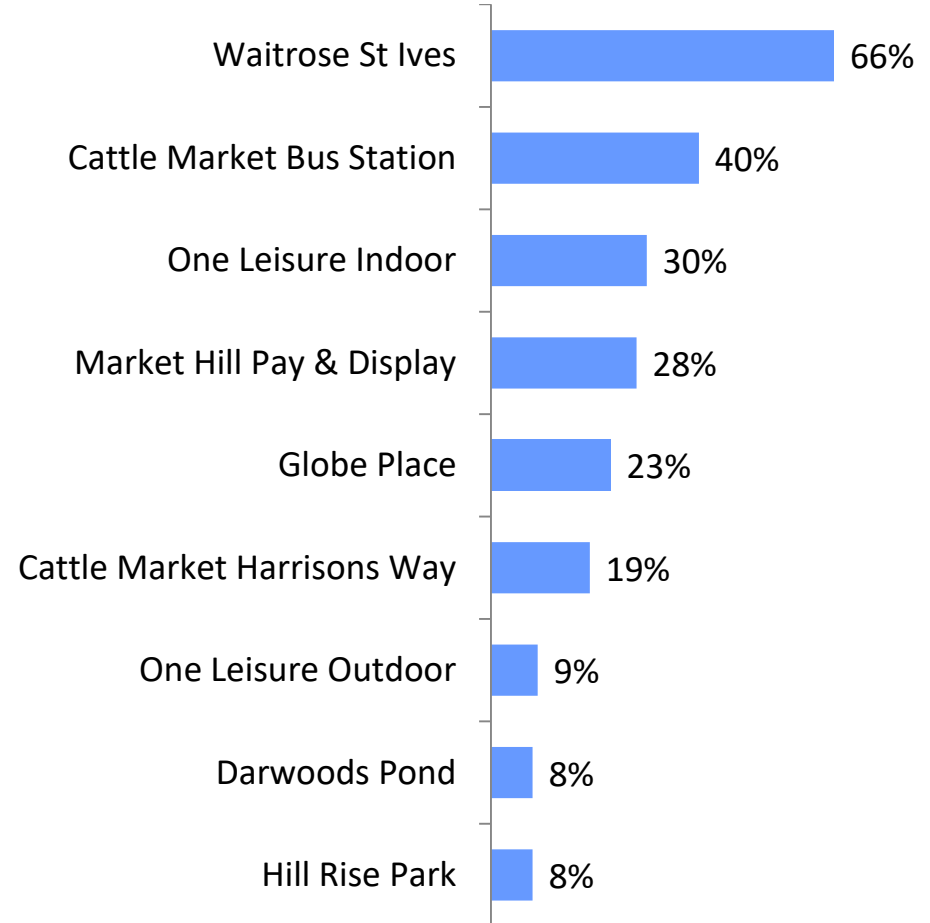 Waitrose St Ives 66%
Cattle Market Bus Station 40%
One Leisure Indoor 30%
Market Hill Pay & Display 28%
Globe Place 23%
Cattle Market Harrisons Way 19%
One Leisure Outdoor 9%
Darwoods Pond 8%
Hill Rise Park 8%